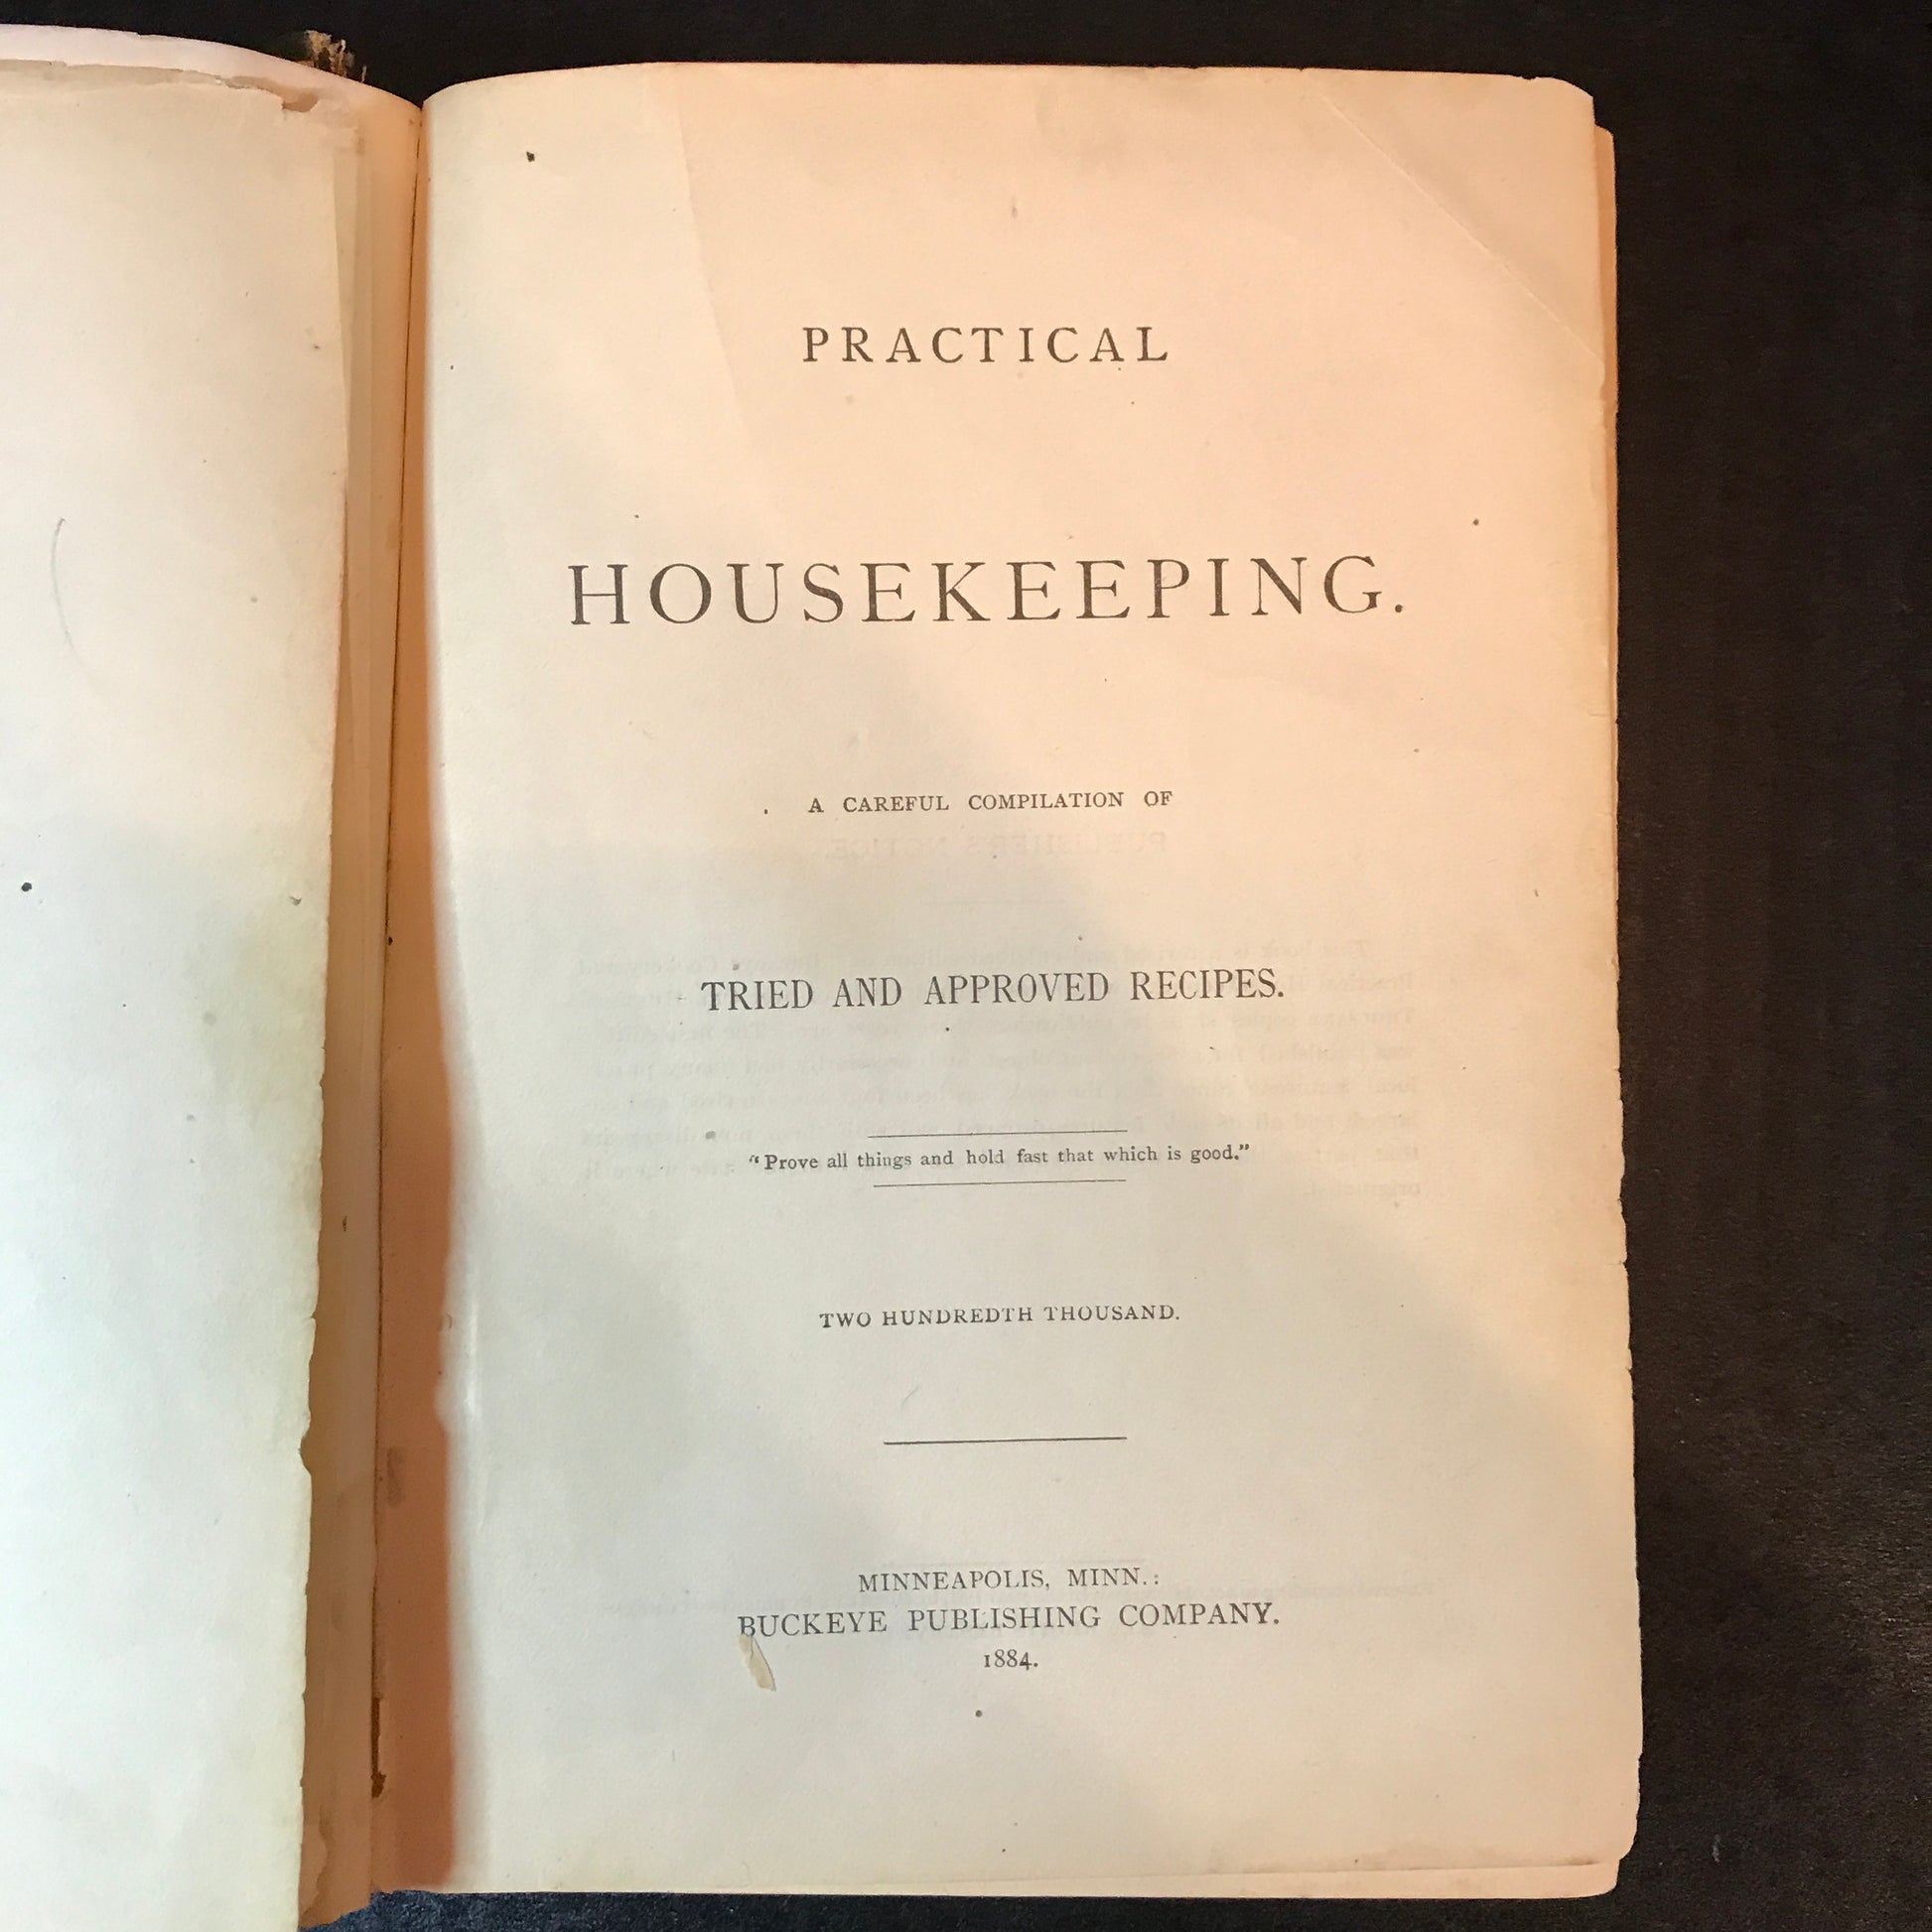 PRACTICAL
HOUSEKEEPING.
A CAREFUL COMPILATION OF
TRIED AND APPROVED RECIPES.
“Prove all things and hold fast that which is good.”
TWO HUNDREDTH THOUSAND.
MINNEAPOLIS, MINN.:
BUCKEYE PUBLISHING COMPANY.
1884.